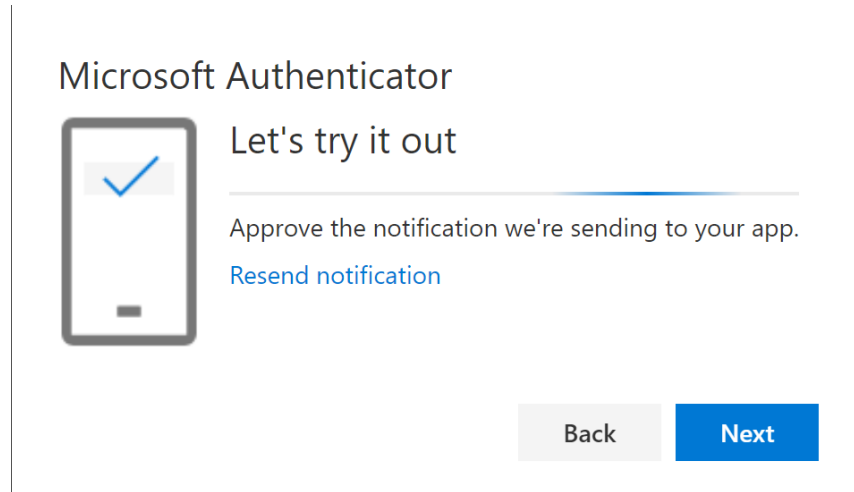 Microsoft Authenticator
Let's try it out
Approve the notification we're sending to your app.
Resend notification
Back
Next